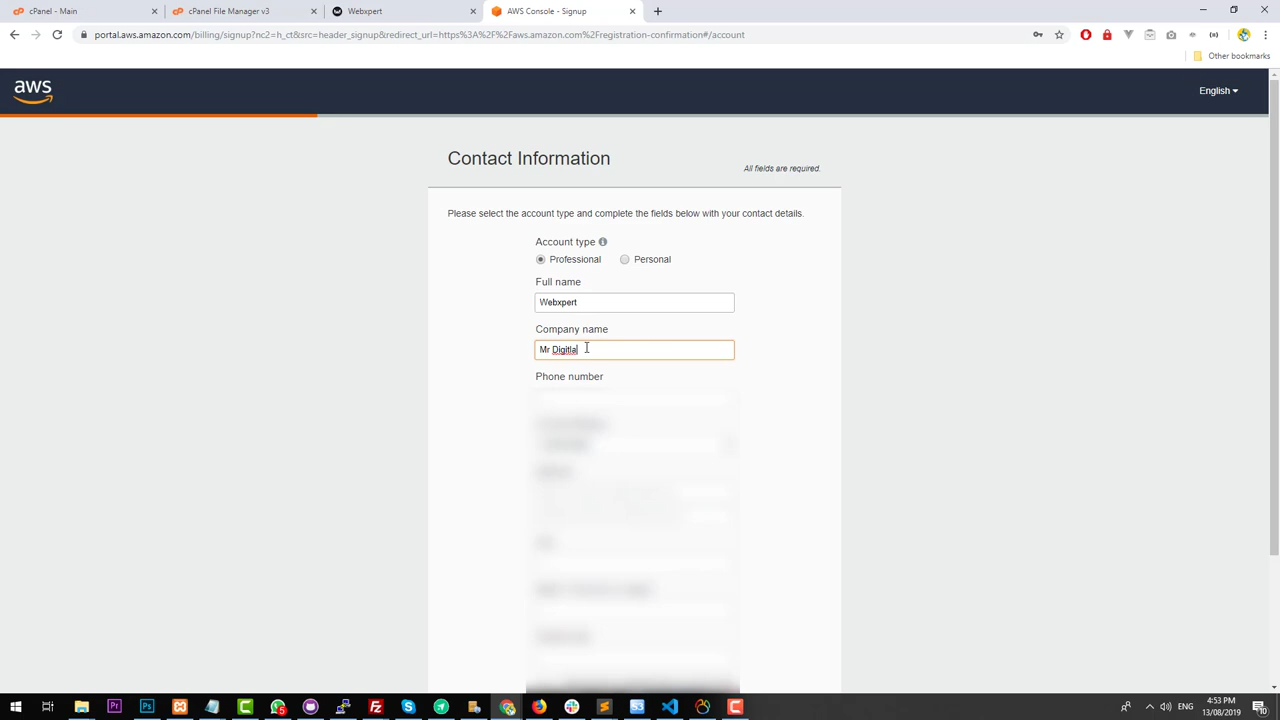 cPanel - Main
cPanel File Manager v3
Webxpert
AWS Console - Signup
portal.aws.amazon.com/billing/signup?nc2=h_ct&src=header_signup&redirect_url=https%3A%2F%2Faws.amazon.com%2Fregistration-confirmation#/account
Other bookmarks
aws
English
Contact Information
All fields are required.
Please select the account type and complete the fields below with your contact details.
Account type
Professional
Personal
Full name
Webxpert
Company name
Mr Digitla
Phone number
ENG
4:53 PM
13/08/2019